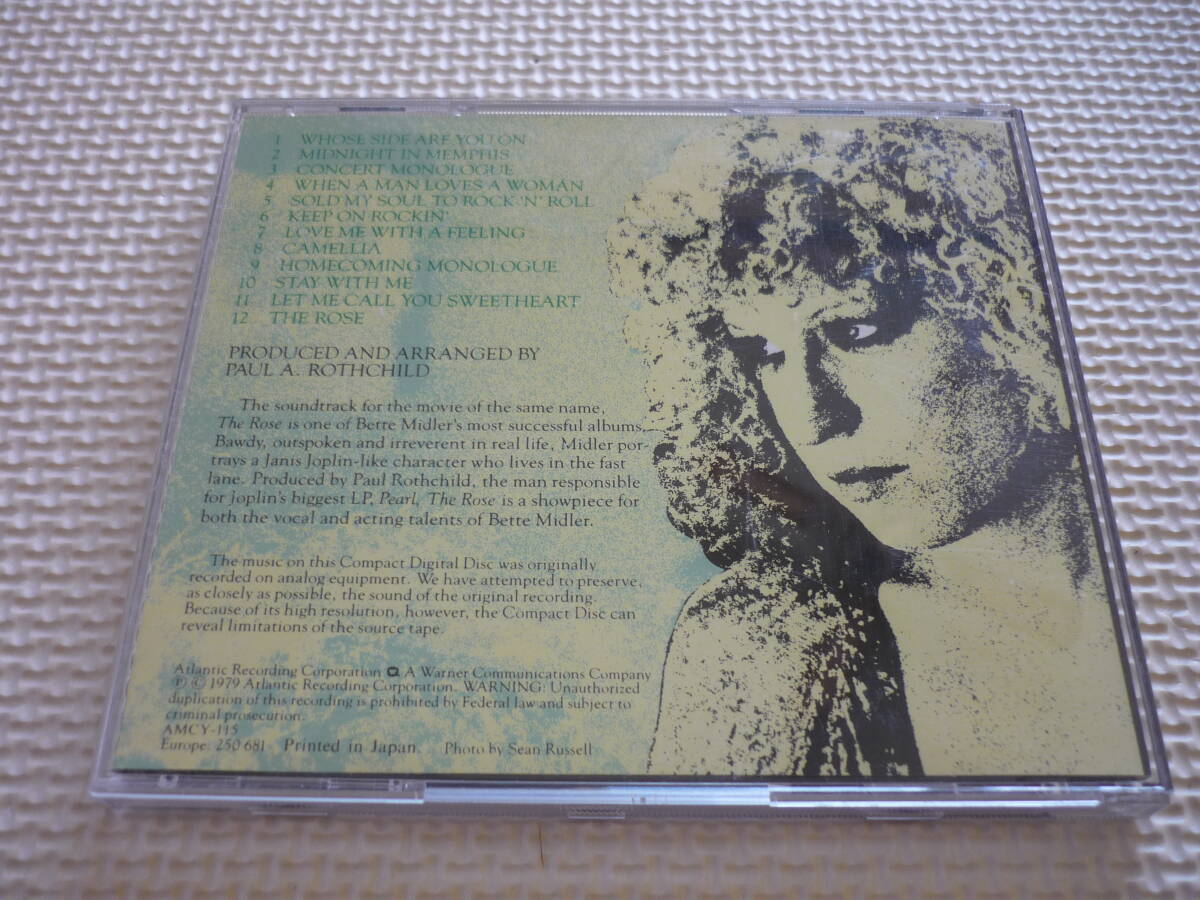 1 WHOSE SIDE ARE YOU ON
2 MIDNIGHT IN MEMPHIS
3 CONCERT MONOLOGUE
4 WHEN A MAN LOVES A WOMAN
5 SOLD MY SOUL TO ROCK 'N' ROLL
6 KEEP ON ROCKIN'
7 LOVE ME WITH A FEELING
8 CAMELLIA
9 HOMECOMING MONOLOGUE
10 STAY WITH ME
11 LET ME CALL YOU SWEETHEART
12 THE ROSE
PRODUCED AND ARRANGED BY
PAUL A. ROTHCHILD
The soundtrack for the movie of the same name,
The Rose is one of Bette Midler's most successful albums.
Bawdy, outspoken and irreverent in real life, Midler por-
trays a Janis Joplin-like character who lives in the fast
lane. Produced by Paul Rothchild, the man responsible
for joplin's biggest LP, Pearl, The Rose is a showpiece for
both the vocal and acting talents of Bette Midler.
The music on this Compact Digital Disc was originally
recorded on analog equipment. We have attempted to preserve,
as closely as possible, the sound of the original recording.
Because of its high resolution, however, the Compact Disc can
reveal limitations of the source tape.
Atlantic Recording Corporation A Warner Communications Company
℗ © 1979 Atlantic Recording Corporation. WARNING: Unauthorized
duplication of this recording is prohibited by Federal law and subject to
criminal prosecution.
AMCY-115
Europe: 250 681 Printed in Japan. Photo by Sean Russell